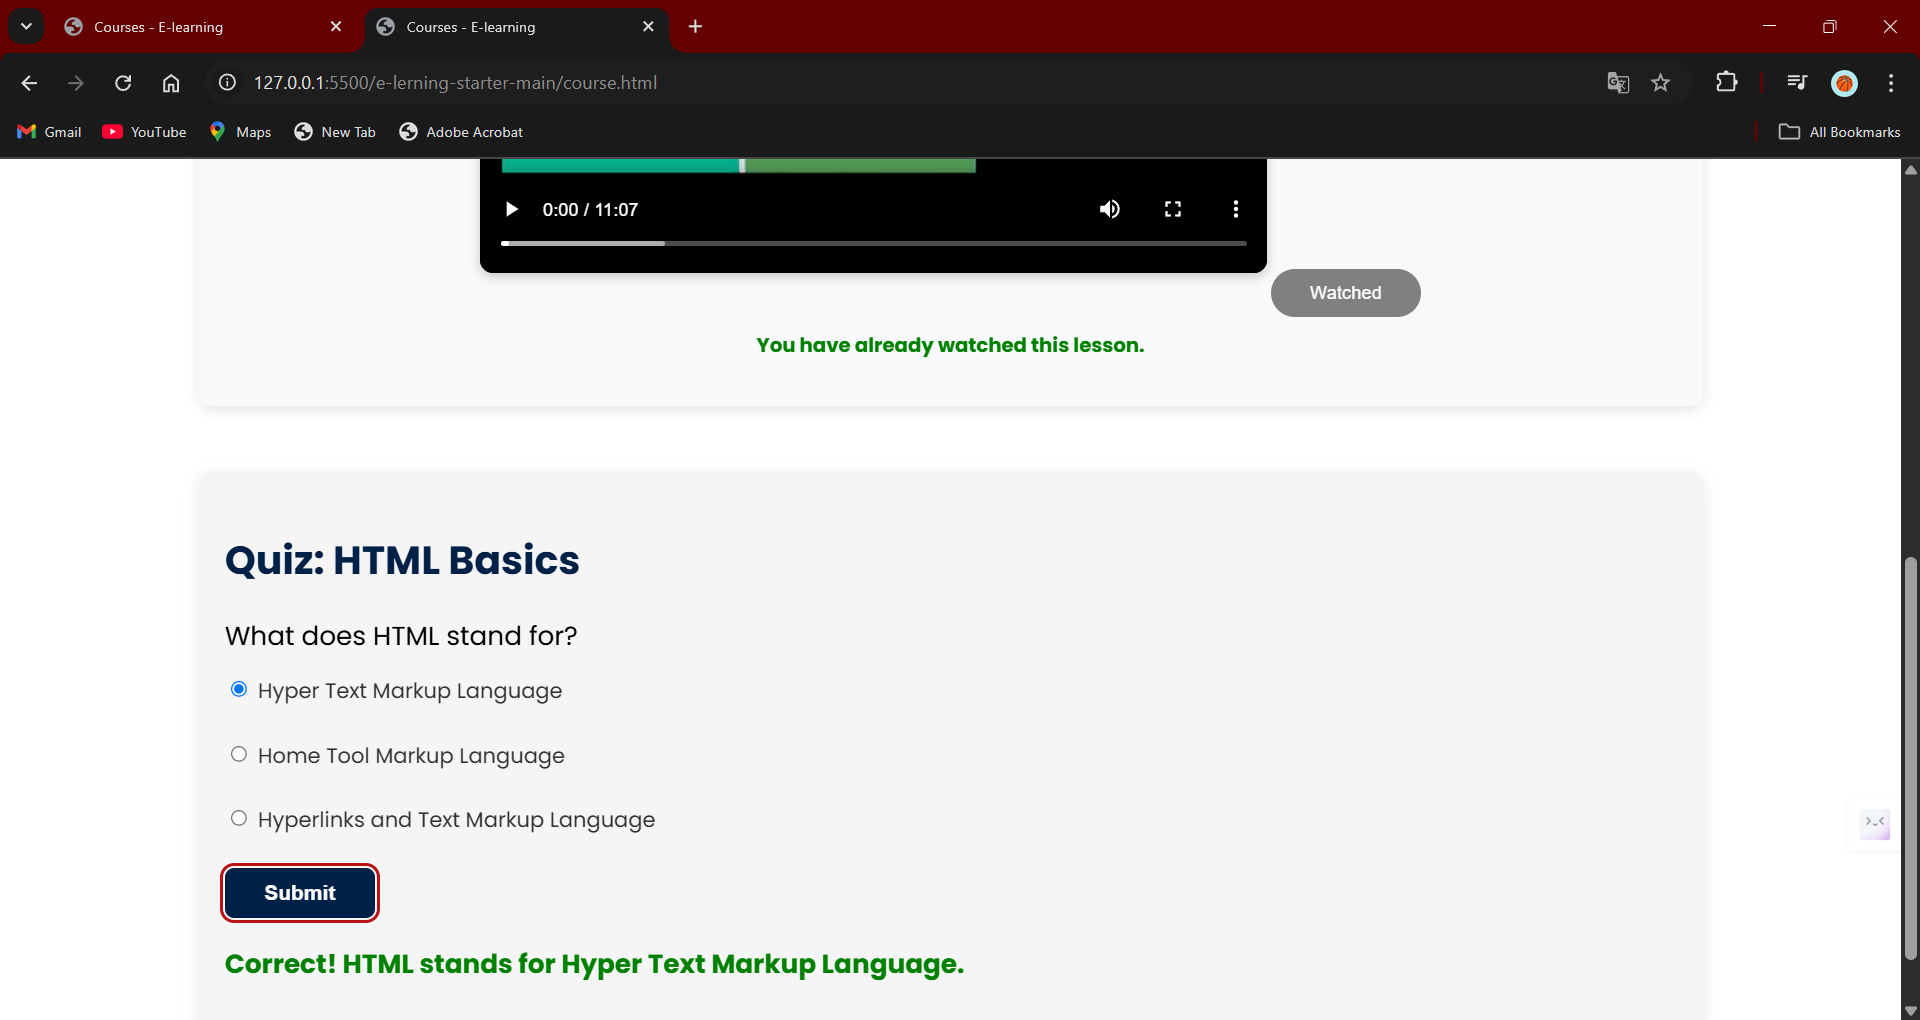 Courses - E-learning
Courses - E-learning
127.0.0.1:5500/e-lerning-starter-main/course.html
Gmail YouTube Maps New Tab Adobe Acrobat All Bookmarks
0:00 / 11:07
Watched
You have already watched this lesson.
Quiz: HTML Basics
What does HTML stand for?
Hyper Text Markup Language
Home Tool Markup Language
Hyperlinks and Text Markup Language
Submit
Correct! HTML stands for Hyper Text Markup Language.